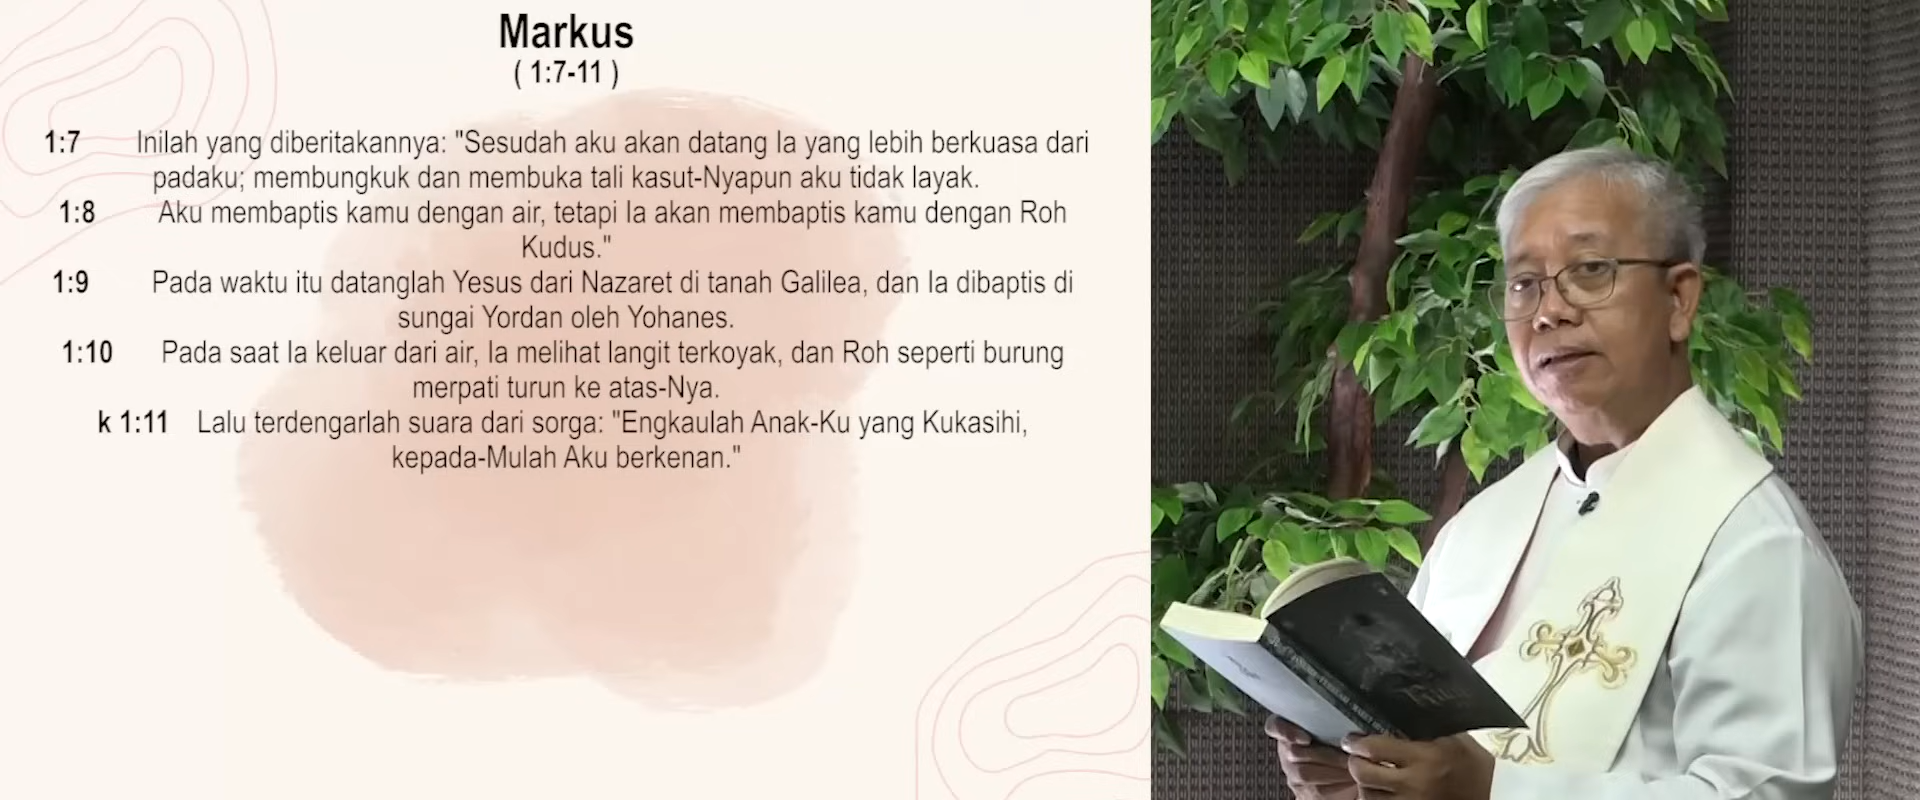 Markus
( 1:7-11 )
1:7 Inilah yang diberitakannya: "Sesudah aku akan datang Ia yang lebih berkuasa dari
padaku; membungkuk dan membuka tali kasut-Nyapun aku tidak layak.
1:8 Aku membaptis kamu dengan air, tetapi Ia akan membaptis kamu dengan Roh
Kudus."
1:9 Pada waktu itu datanglah Yesus dari Nazaret di tanah Galilea, dan Ia dibaptis di
sungai Yordan oleh Yohanes.
1:10 Pada saat Ia keluar dari air, Ia melihat langit terkoyak, dan Roh seperti burung
merpati turun ke atas-Nya.
k 1:11 Lalu terdengarlah suara dari sorga: "Engkaulah Anak-Ku yang Kukasihi,
kepada-Mulah Aku berkenan."